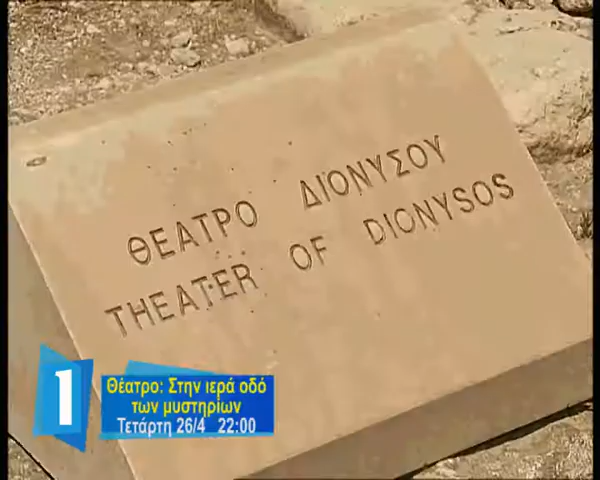 ΘΕΑΤΡΟ ΔΙΟΝΥΣΟΥ
THEATER OF DIONYSOS
1
Θέατρο: Στην ιερά οδό
των μυστηρίων
Τετάρτη 26/4 22:00